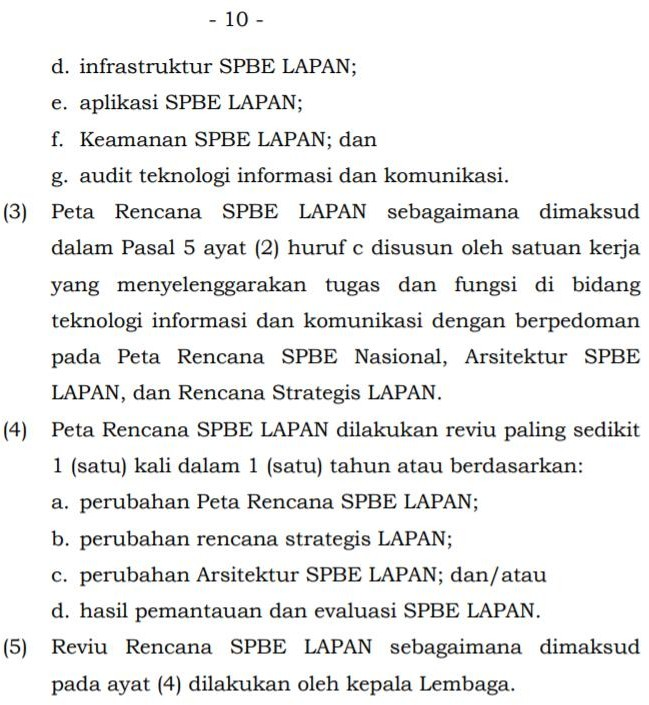 - 10 -
d. infrastruktur SPBE LAPAN;
e. aplikasi SPBE LAPAN;
f. Keamanan SPBE LAPAN; dan
g. audit teknologi informasi dan komunikasi.
(3) Peta Rencana SPBE LAPAN sebagaimana dimaksud
dalam Pasal 5 ayat (2) huruf c disusun oleh satuan kerja
yang menyelenggarakan tugas dan fungsi di bidang
teknologi informasi dan komunikasi dengan berpedoman
pada Peta Rencana SPBE Nasional, Arsitektur SPBE
LAPAN, dan Rencana Strategis LAPAN.
(4) Peta Rencana SPBE LAPAN dilakukan reviu paling sedikit
1 (satu) kali dalam 1 (satu) tahun atau berdasarkan:
a. perubahan Peta Rencana SPBE LAPAN;
b. perubahan rencana strategis LAPAN;
c. perubahan Arsitektur SPBE LAPAN; dan/atau
d. hasil pemantauan dan evaluasi SPBE LAPAN.
(5) Reviu Rencana SPBE LAPAN sebagaimana dimaksud
pada ayat (4) dilakukan oleh kepala Lembaga.